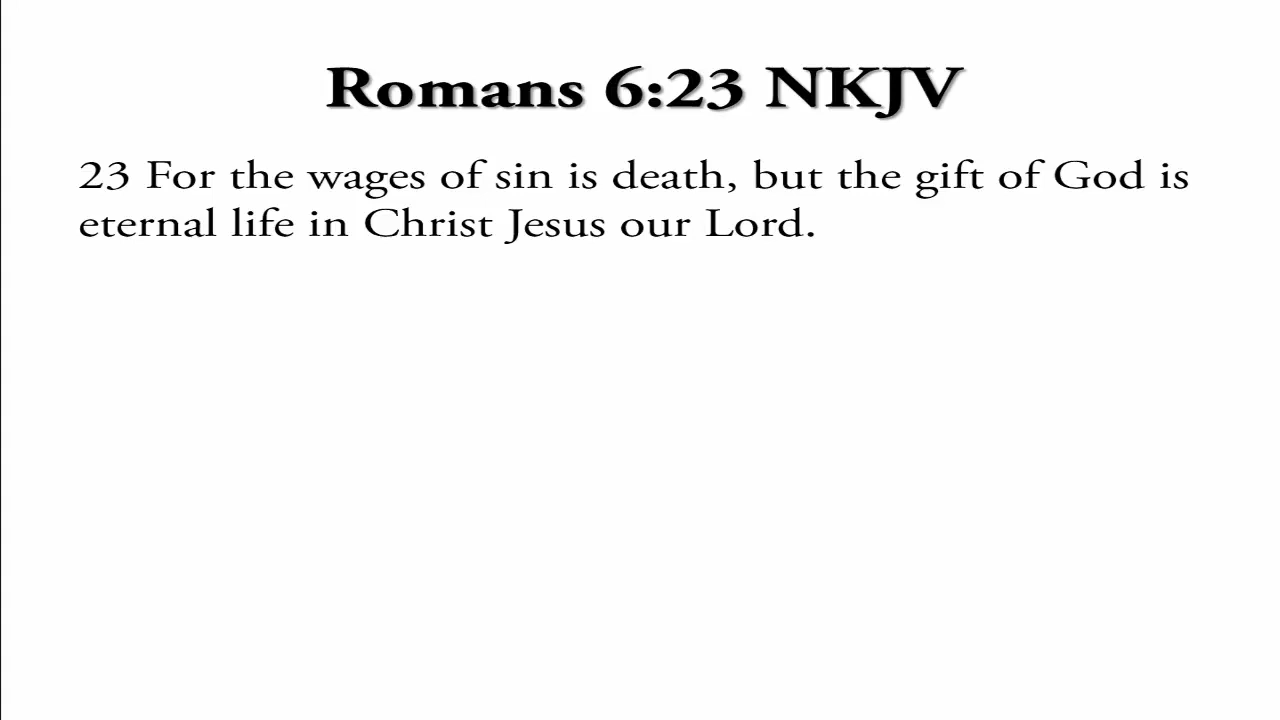 Romans 6:23 NKJV
23 For the wages of sin is death, but the gift of God is
eternal life in Christ Jesus our Lord.